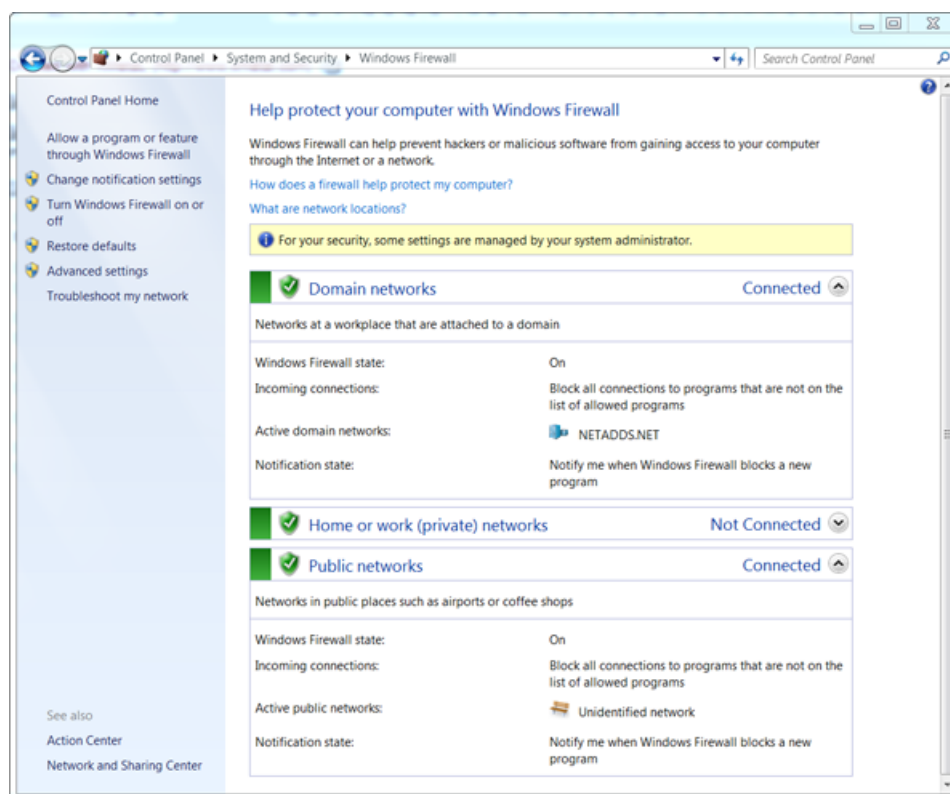 Control Panel ▸ System and Security ▸ Windows Firewall
Search Control Panel
Control Panel Home
Allow a program or feature
through Windows Firewall
Change notification settings
Turn Windows Firewall on or
off
Restore defaults
Advanced settings
Troubleshoot my network
See also
Action Center
Network and Sharing Center
Help protect your computer with Windows Firewall
Windows Firewall can help prevent hackers or malicious software from gaining access to your computer
through the Internet or a network.
How does a firewall help protect my computer?
What are network locations?
For your security, some settings are managed by your system administrator.
Domain networks Connected
Networks at a workplace that are attached to a domain
Windows Firewall state: On
Incoming connections: Block all connections to programs that are not on the
list of allowed programs
Active domain networks: NETADDS.NET
Notification state: Notify me when Windows Firewall blocks a new
program
Home or work (private) networks Not Connected
Public networks Connected
Networks in public places such as airports or coffee shops
Windows Firewall state: On
Incoming connections: Block all connections to programs that are not on the
list of allowed programs
Active public networks: Unidentified network
Notification state: Notify me when Windows Firewall blocks a new
program